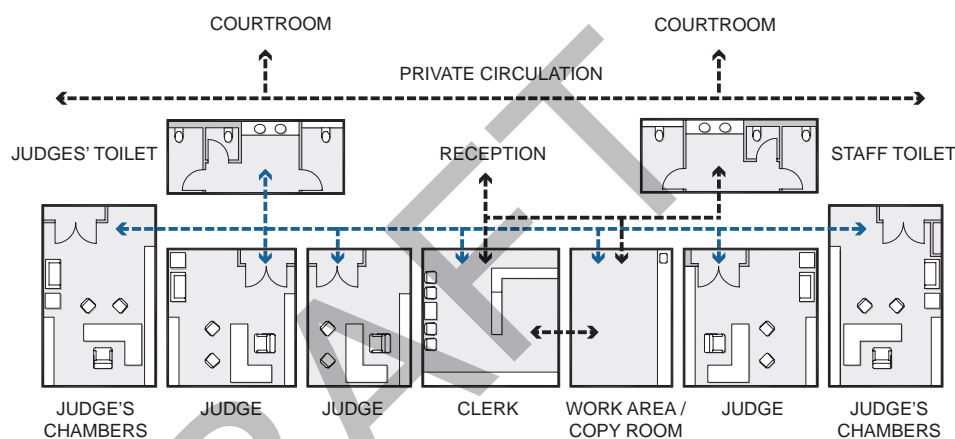 COURTROOM
COURTROOM
PRIVATE CIRCULATION
JUDGES' TOILET
RECEPTION
STAFF TOILET
JUDGE'S
CHAMBERS
JUDGE
JUDGE
CLERK
WORK AREA /
COPY ROOM
JUDGE
JUDGE'S
CHAMBERS
DRAFT